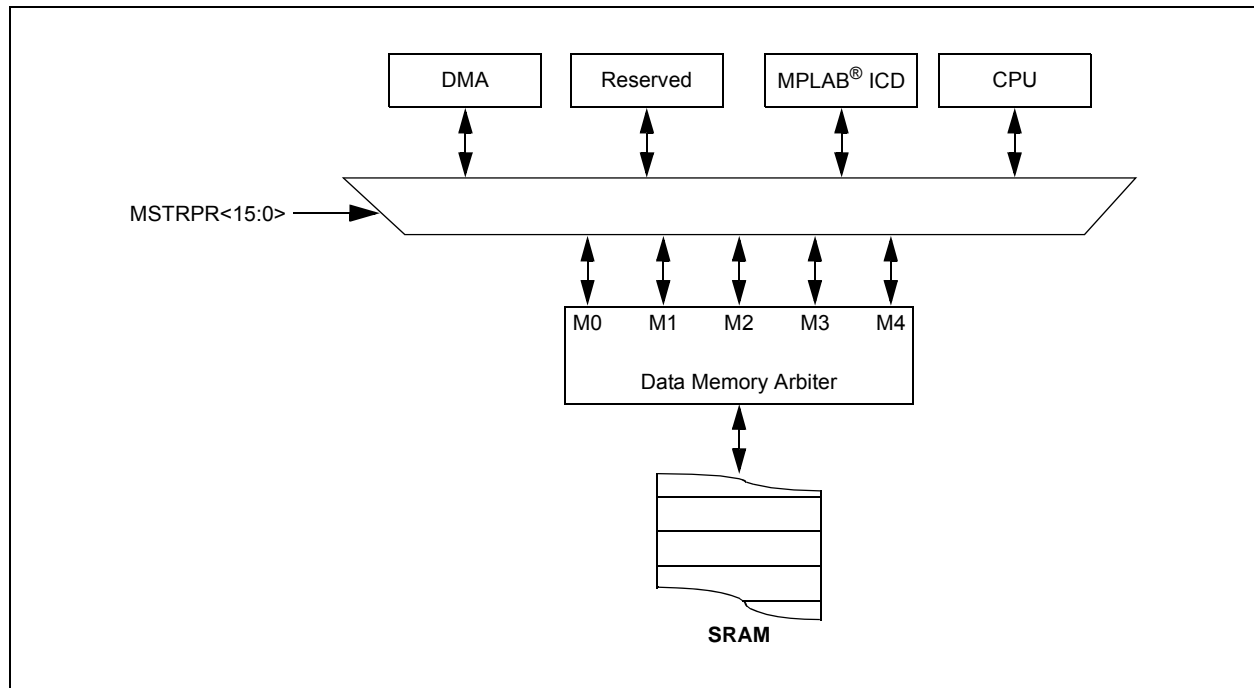 DMA
Reserved
MPLAB® ICD
CPU
MSTRPR<15:0>
M0
M1
M2
M3
M4
Data Memory Arbiter
SRAM